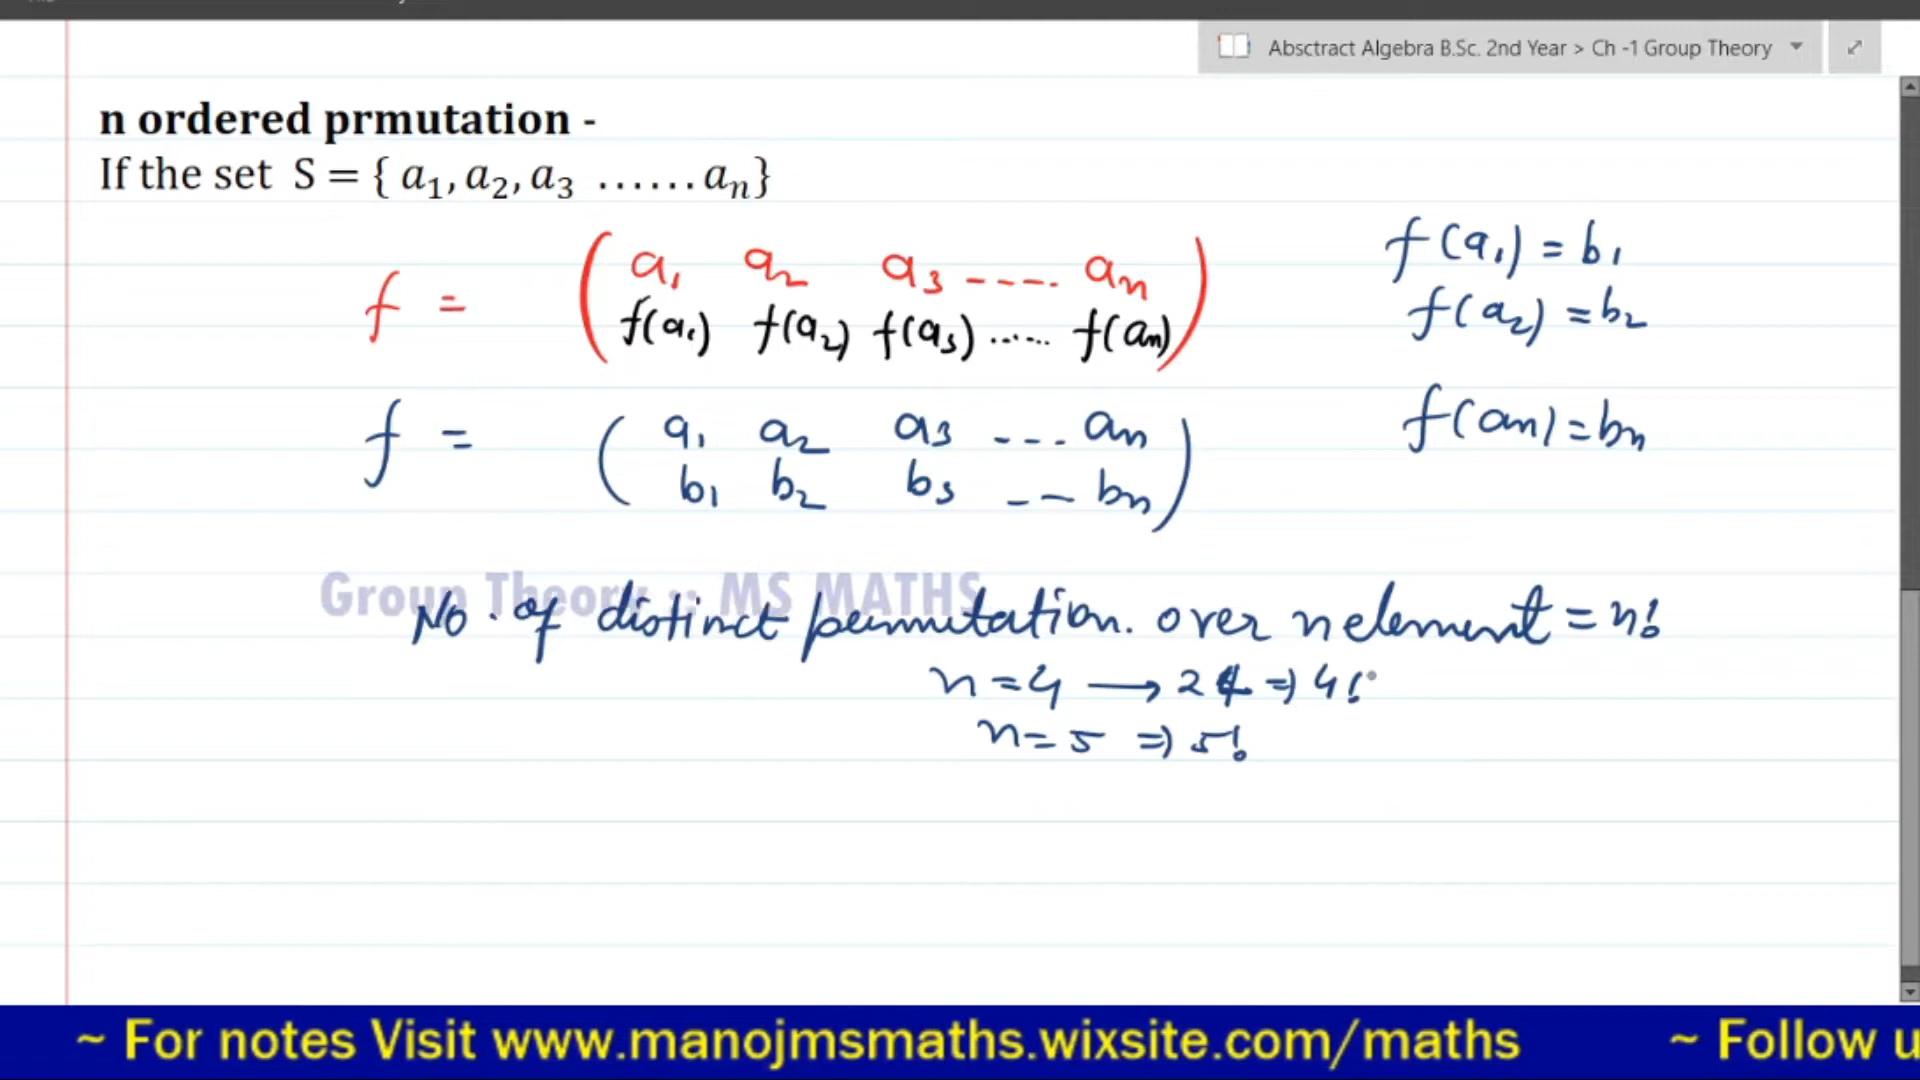 Absctract Algebra B.Sc. 2nd Year > Ch -1 Group Theory
n ordered prmutation -
If the set S = { a₁, a₂, a₃ ......aₙ}
f = ( a₁ a₂ a₃ ---- aₙ )
f(a₁) f(a₂) f(a₃) ..... f(aₙ)
f(a₁) = b₁
f(a₂) = b₂
f(aₙ) = bₙ
f = ( a₁ a₂ a₃ --- aₙ )
b₁ b₂ b₃ -- bₙ
Group Theory :: MS MATHS
No. of distinct permutation. over n element = n!
n = 4 → 24 ⇒ 4!
n = 5 ⇒ 5!
~ For notes Visit www.manojmsmaths.wixsite.com/maths ~ Follow u